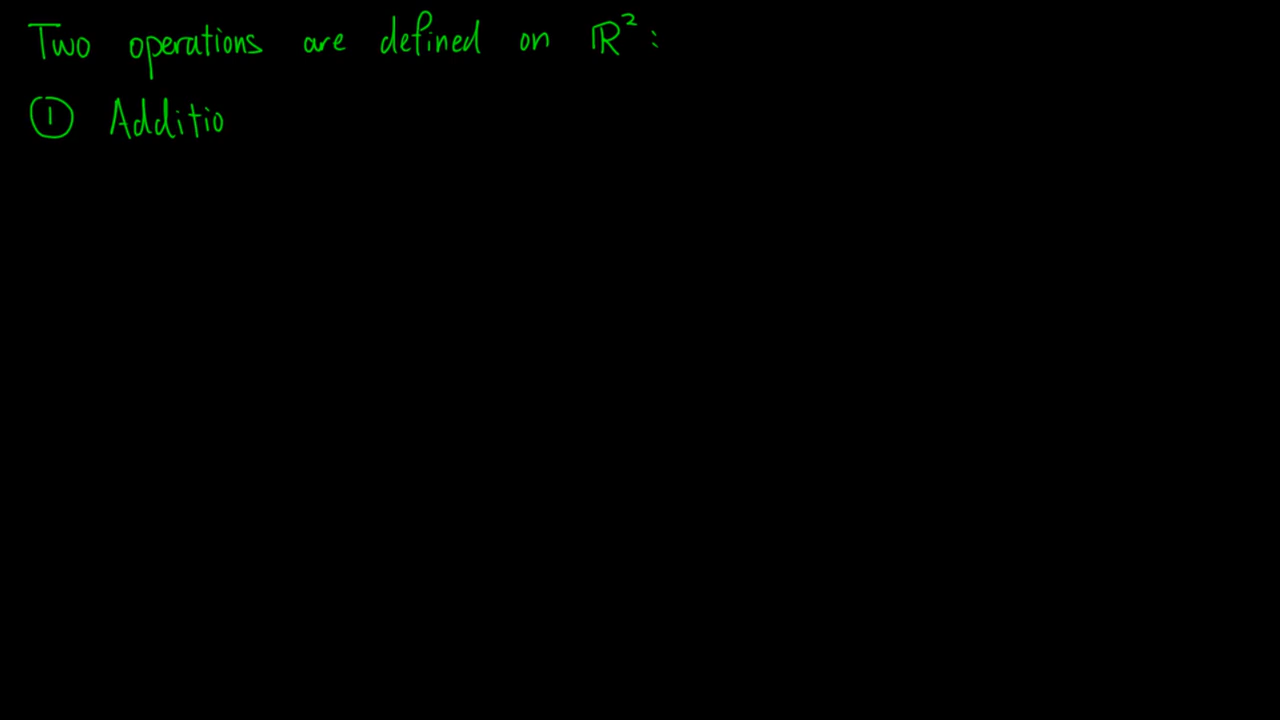 Two operations are defined on ℝ²:
① Additio